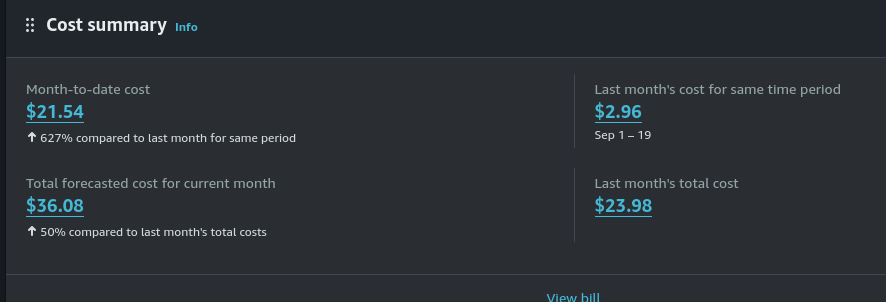 Cost summary Info
Month-to-date cost
$21.54
↑ 627% compared to last month for same period
Last month's cost for same time period
$2.96
Sep 1 – 19
Total forecasted cost for current month
$36.08
↑ 50% compared to last month's total costs
Last month's total cost
$23.98
View bill